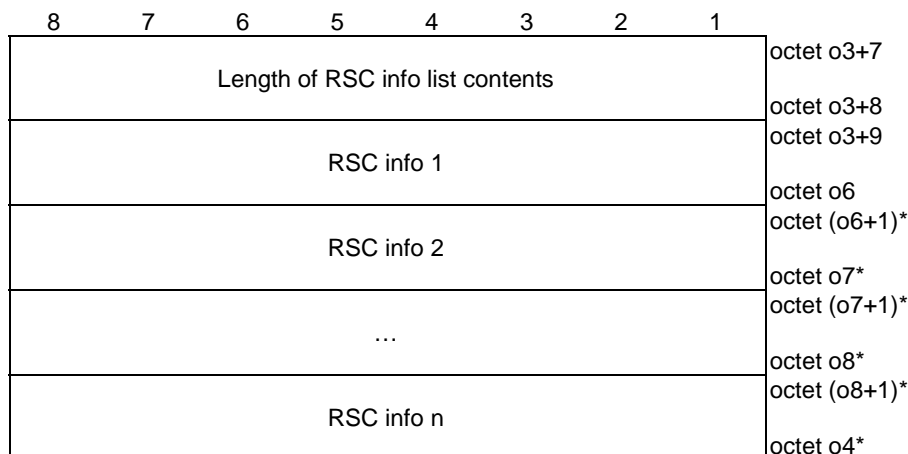 8 7 6 5 4 3 2 1
octet o3+7
Length of RSC info list contents
octet o3+8
octet o3+9
RSC info 1
octet o6
octet (o6+1)*
RSC info 2
octet o7*
octet (o7+1)*
…
octet o8*
octet (o8+1)*
RSC info n
octet o4*